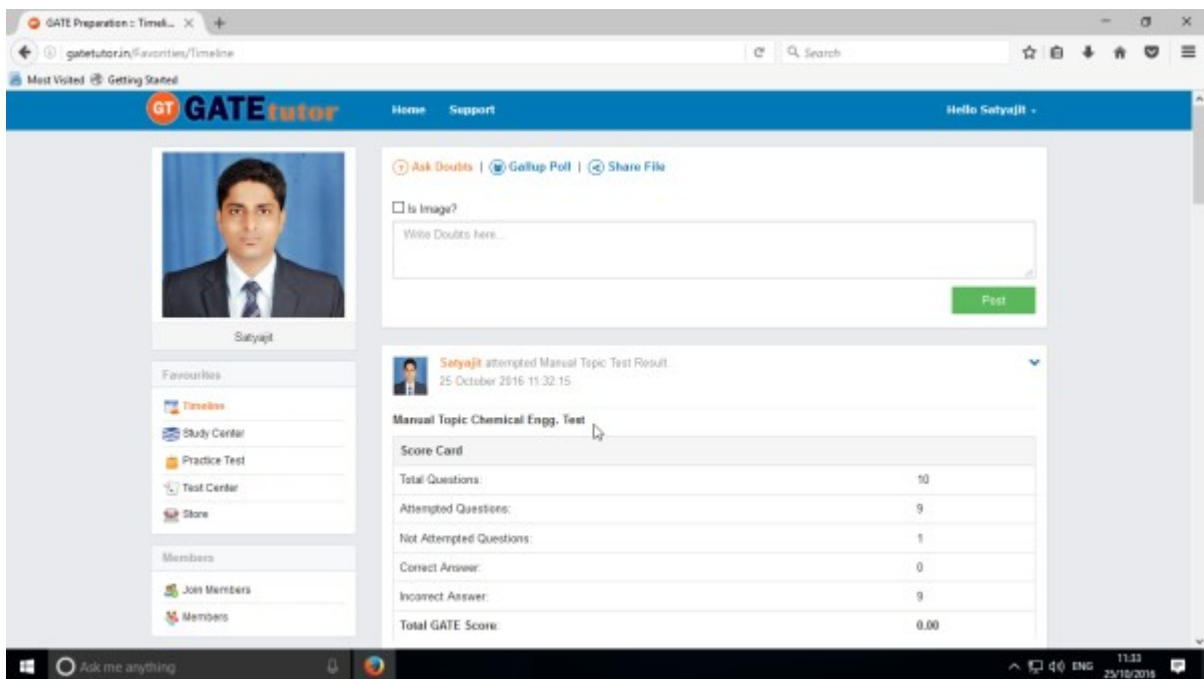 GATE Preparation :: Timeli...
gatetutor.in/Favorities/Timeline
Search
Most Visited Getting Started
GT GATEtutor Home Support Hello Satyajit
Ask Doubts | Gallup Poll | Share File
Is Image?
Write Doubts here...
Post
Satyajit
Favourites
Timeline
Study Center
Practice Test
Test Center
Store
Members
Join Members
Members
Satyajit attempted Manual Topic Test Result.
25 October 2016 11:32:15
Manual Topic Chemical Engg. Test
Score Card
Total Questions: 10
Attempted Questions: 9
Not Attempted Questions: 1
Correct Answer: 0
Incorrect Answer: 9
Total GATE Score: 0.00
Ask me anything
ENG
11:33
25/10/2016